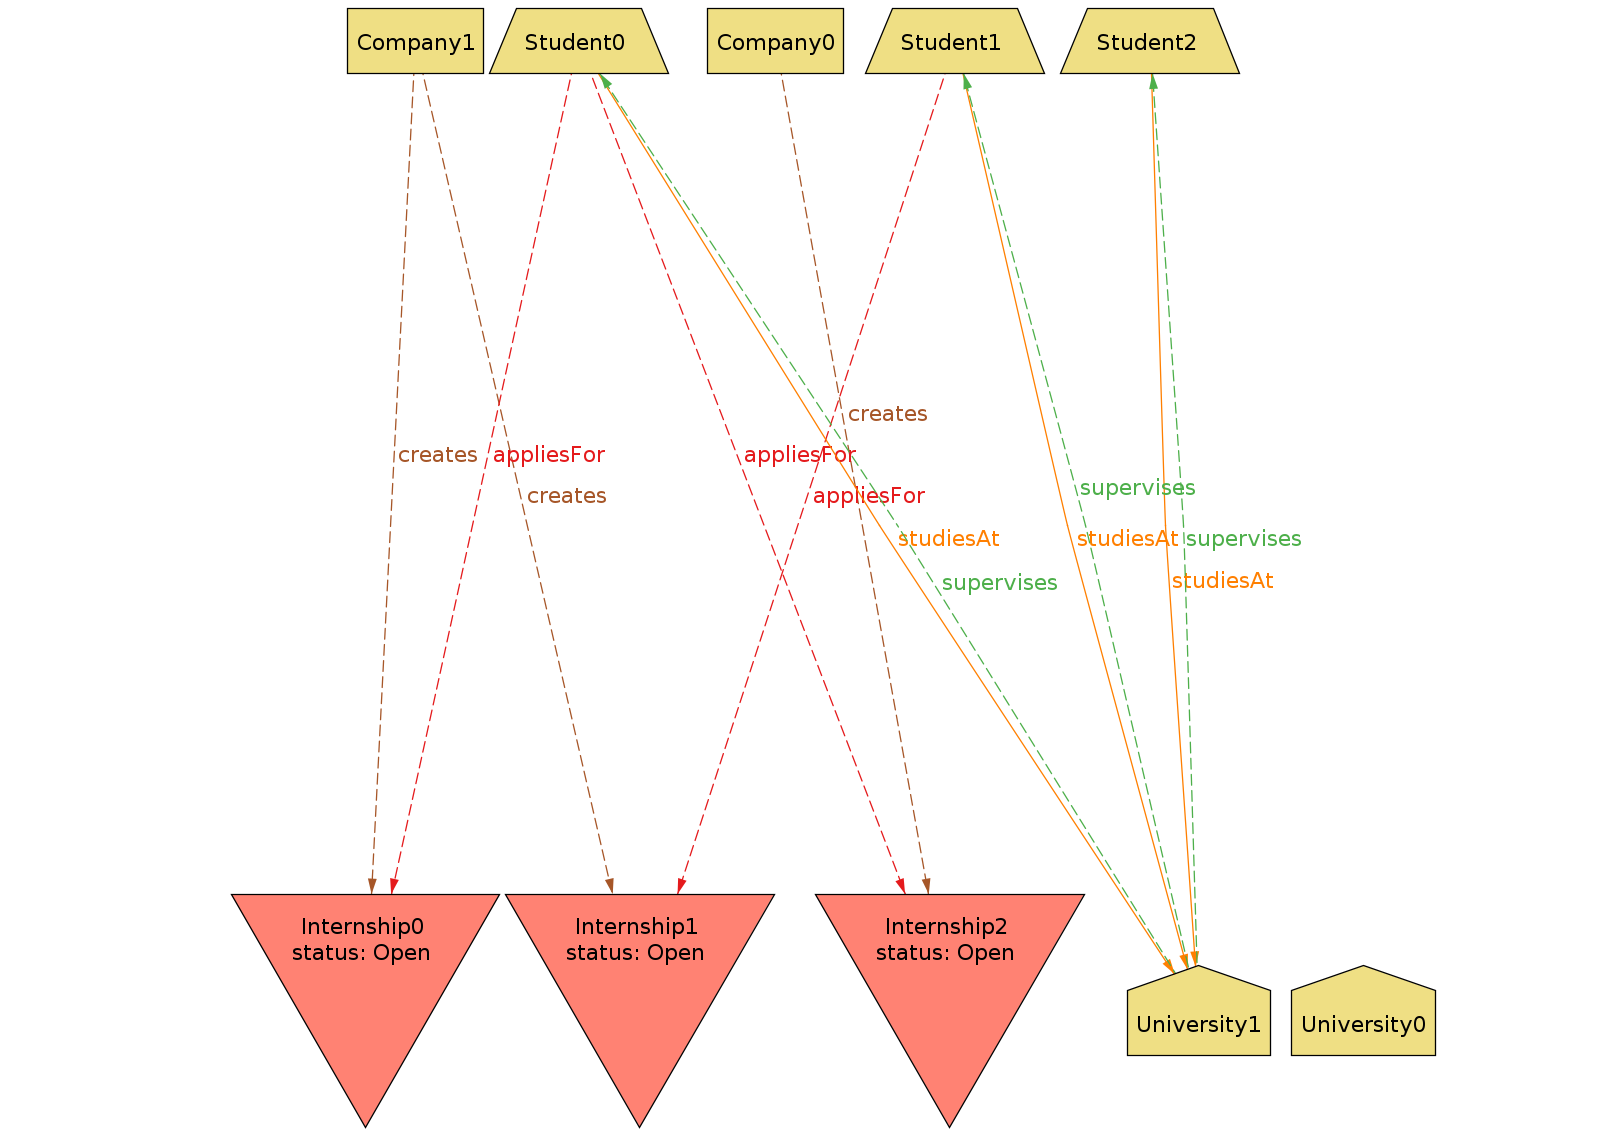 Company1
Student0
Company0
Student1
Student2
creates
creates
appliesFor
appliesFor
creates
appliesFor
supervises
studiesAt
studiesAt
supervises
supervises
studiesAt
Internship0
status: Open
Internship1
status: Open
Internship2
status: Open
University1
University0